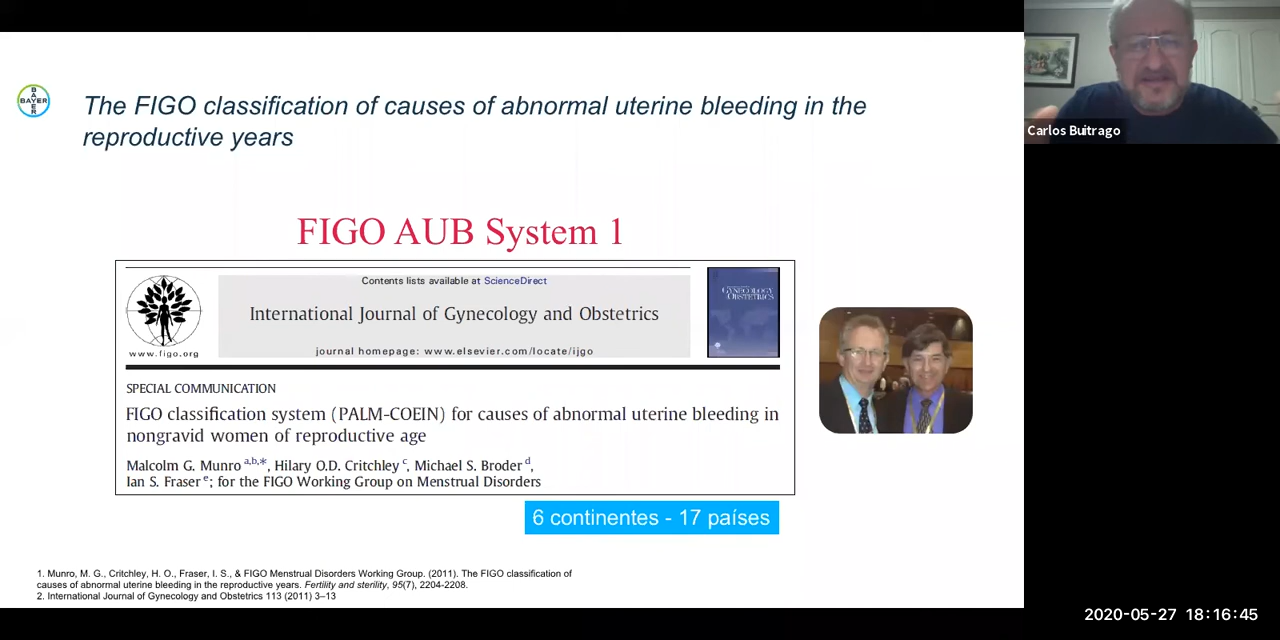 BAYER
BAYER
The FIGO classification of causes of abnormal uterine bleeding in the
reproductive years
FIGO AUB System 1
Contents lists available at ScienceDirect
International Journal of Gynecology and Obstetrics
journal homepage: www.elsevier.com/locate/ijgo
www.figo.org
GYNECOLOGY
OBSTETRICS
SPECIAL COMMUNICATION
FIGO classification system (PALM-COEIN) for causes of abnormal uterine bleeding in
nongravid women of reproductive age
Malcolm G. Munro a,b,*, Hilary O.D. Critchley c, Michael S. Broder d,
Ian S. Fraser e; for the FIGO Working Group on Menstrual Disorders
6 continentes - 17 países
1. Munro, M. G., Critchley, H. O., Fraser, I. S., & FIGO Menstrual Disorders Working Group. (2011). The FIGO classification of
causes of abnormal uterine bleeding in the reproductive years. Fertility and sterility, 95(7), 2204-2208.
2. International Journal of Gynecology and Obstetrics 113 (2011) 3–13
Carlos Buitrago
2020-05-27 18:16:45